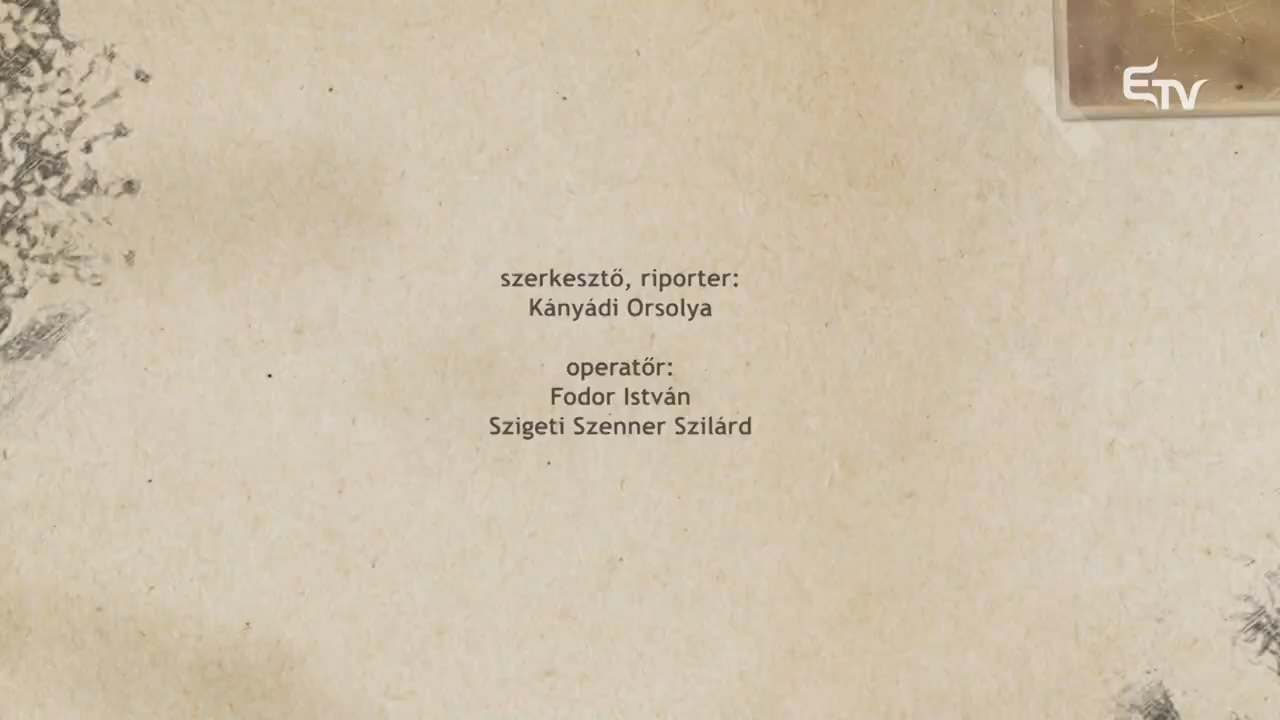 ETV
szerkesztő, riporter:
Kányádi Orsolya
operatőr:
Fodor István
Szigeti Szenner Szilárd